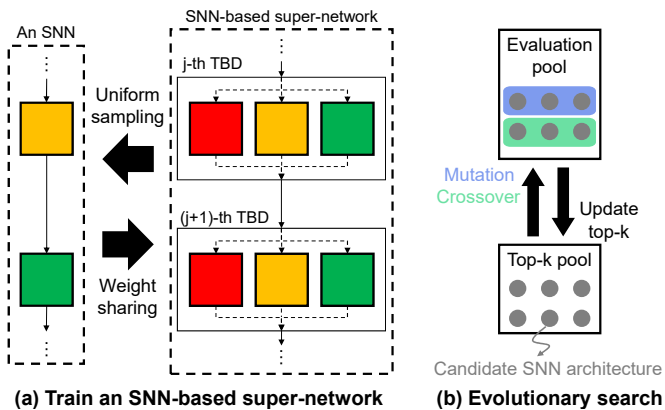 An SNN
SNN-based super-network
j-th TBD
Uniform
sampling
(j+1)-th TBD
Weight
sharing
(a) Train an SNN-based super-network
Evaluation
pool
Mutation
Crossover
Update
top-k
Top-k pool
Candidate SNN architecture
(b) Evolutionary search